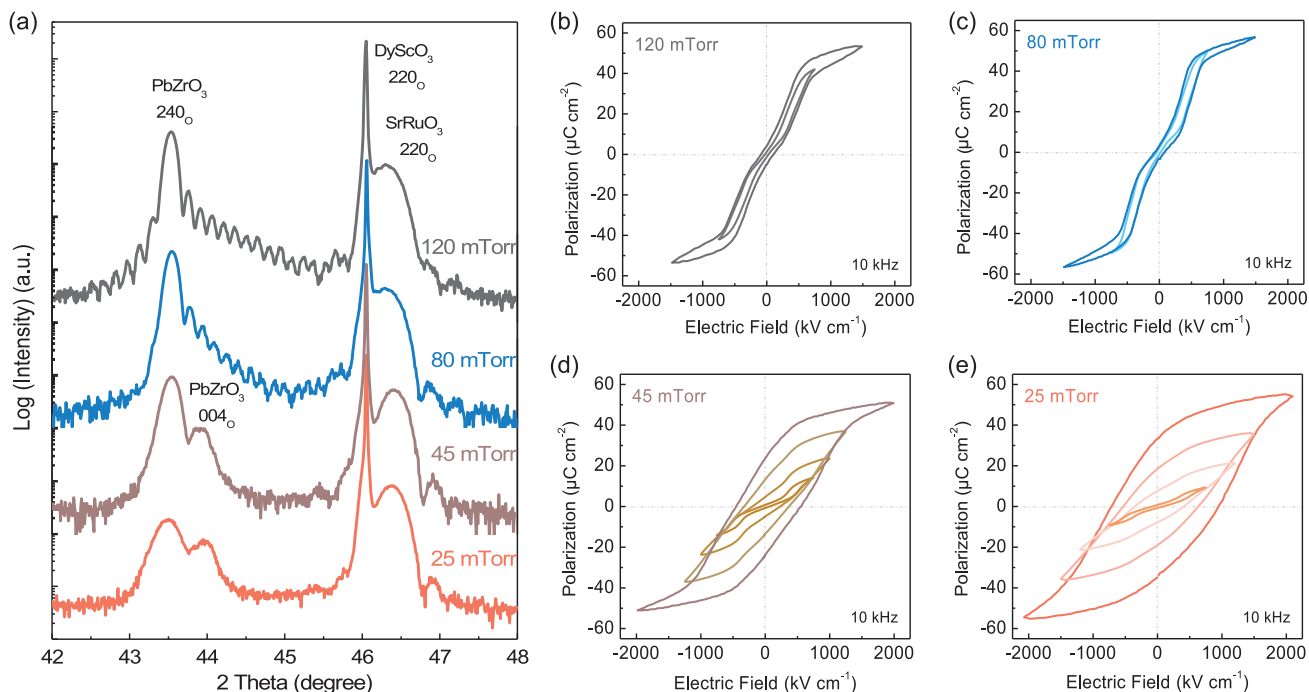 (a)
Log (Intensity) (a.u.)
PbZrO₃
240O
DyScO₃
220O
SrRuO₃
220O
120 mTorr
80 mTorr
PbZrO₃
004O
45 mTorr
25 mTorr
42 43 44 45 46 47 48
2 Theta (degree)
(b)
120 mTorr
Polarization (µC cm⁻²)
60
40
20
0
-20
-40
-60
10 kHz
-2000 -1000 0 1000 2000
Electric Field (kV cm⁻¹)
(c)
80 mTorr
Polarization (µC cm⁻²)
60
40
20
0
-20
-40
-60
10 kHz
-2000 -1000 0 1000 2000
Electric Field (kV cm⁻¹)
(d)
45 mTorr
Polarization (µC cm⁻²)
60
40
20
0
-20
-40
-60
10 kHz
-2000 -1000 0 1000 2000
Electric Field (kV cm⁻¹)
(e)
25 mTorr
Polarization (µC cm⁻²)
60
40
20
0
-20
-40
-60
10 kHz
-2000 -1000 0 1000 2000
Electric Field (kV cm⁻¹)